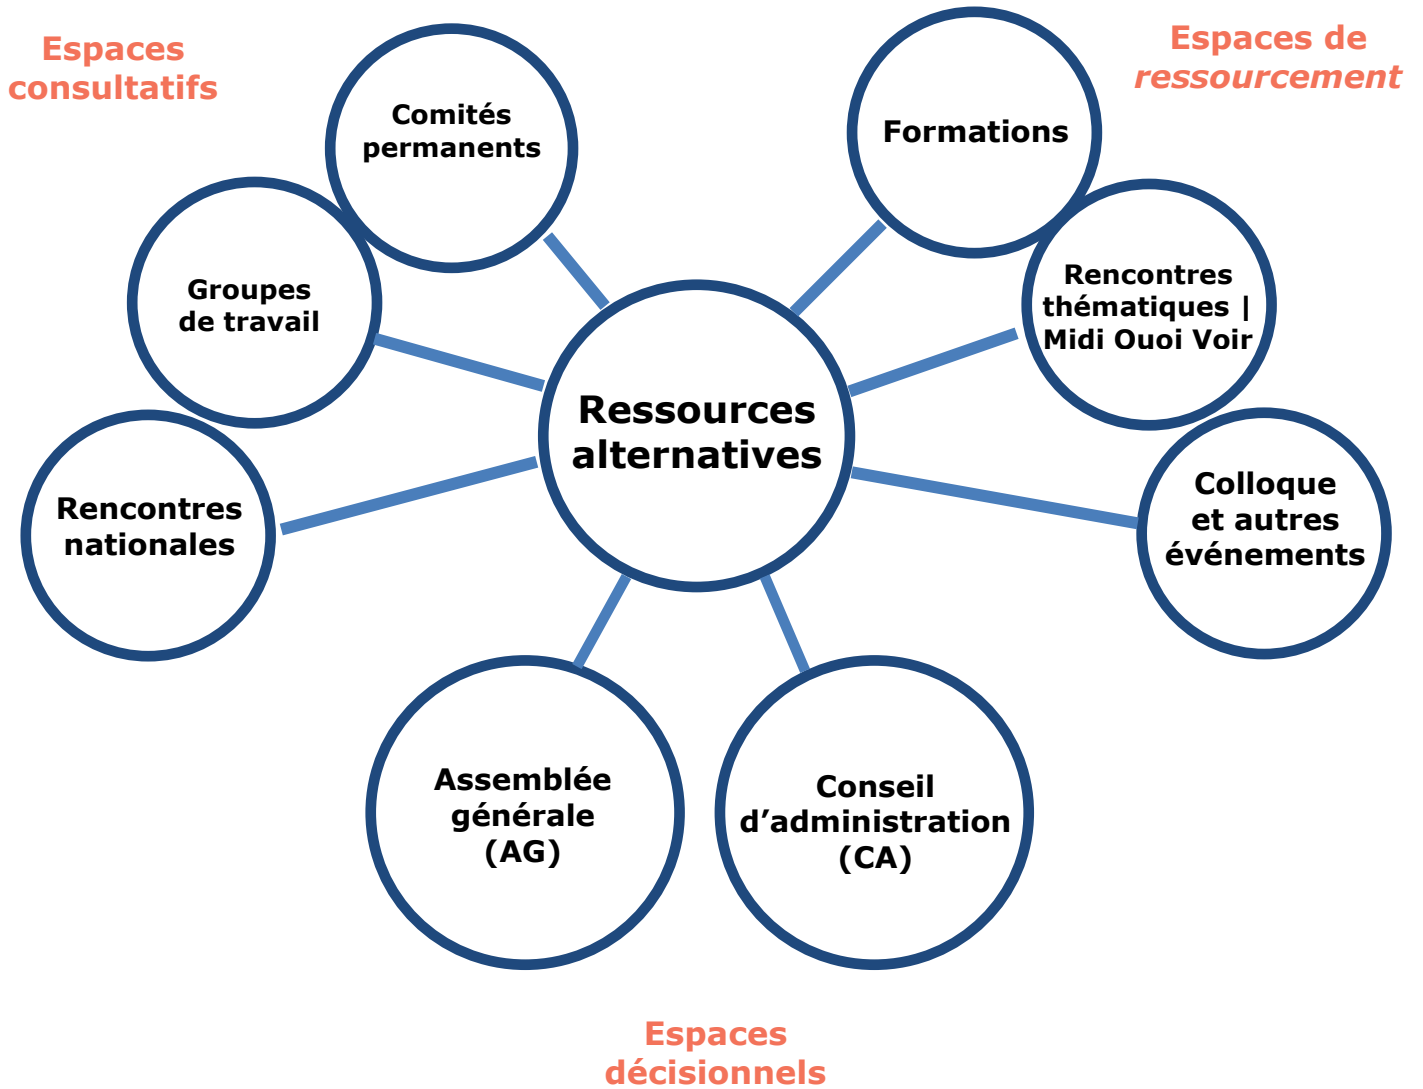 Espaces
consultatifs
Espaces de
ressourcement
Comités
permanents
Formations
Groupes
de travail
Rencontres
thématiques |
Midi Ouoi Voir
Ressources
alternatives
Rencontres
nationales
Colloque
et autres
événements
Assemblée
générale
(AG)
Conseil
d’administration
(CA)
Espaces
décisionnels